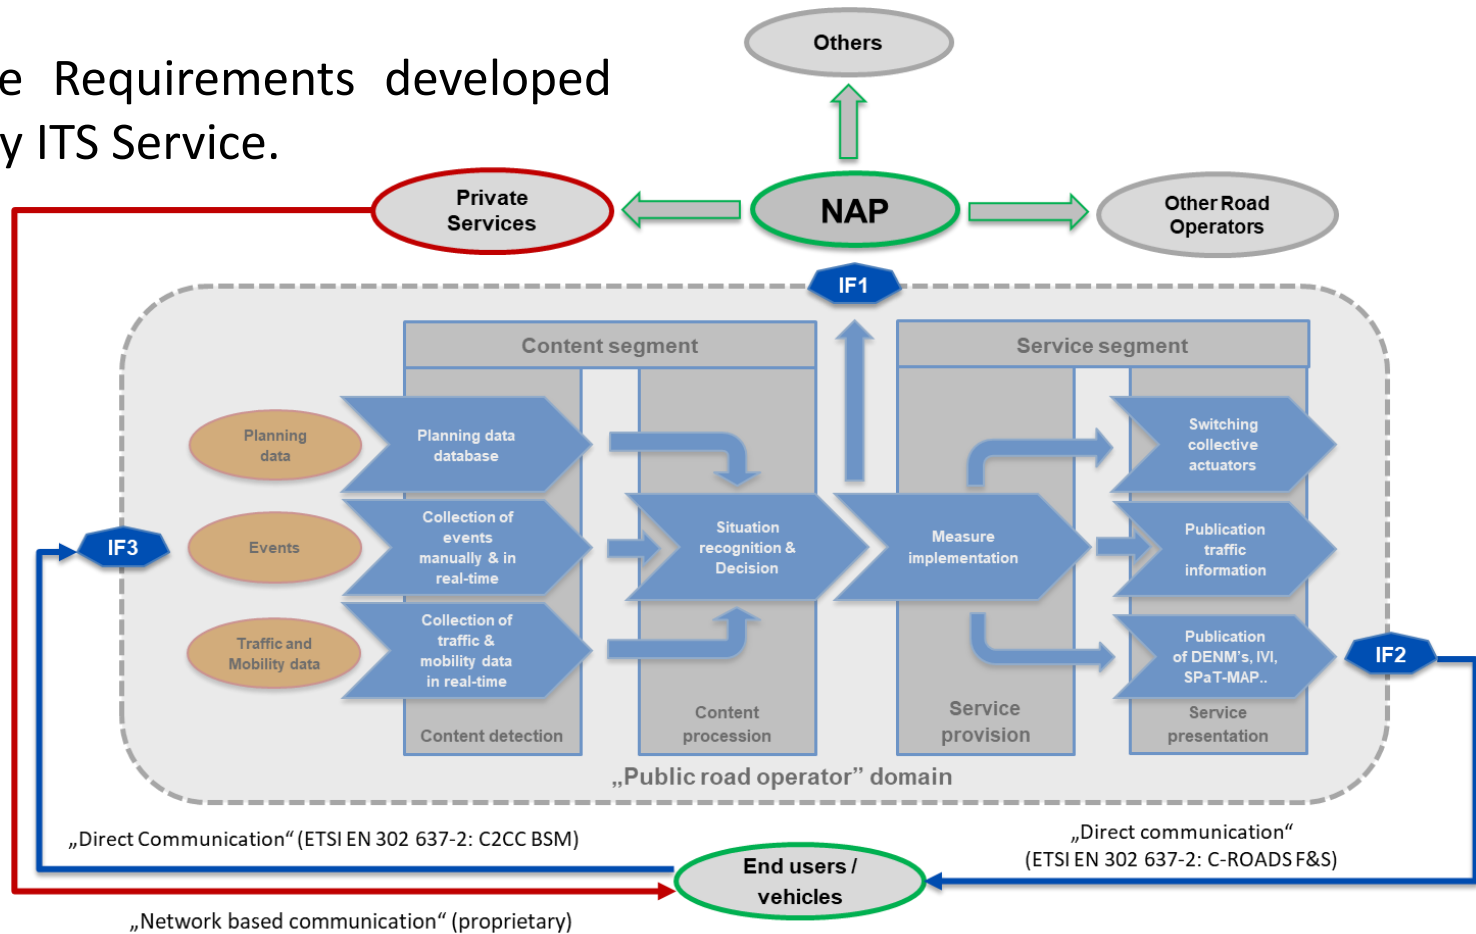 e Requirements developed
y ITS Service.
Others
Private
Services
NAP
Other Road
Operators
IF1
Content segment
Service segment
Planning
data
Planning data
database
Switching
collective
actuators
Events
Collection of
events
manually & in
real-time
Situation
recognition &
Decision
Measure
implementation
Publication
traffic
information
IF3
Traffic and
Mobility data
Collection of
traffic &
mobility data
in real-time
Publication
of DENM's, IVI,
SPaT-MAP..
IF2
Content detection
Content
procession
Service
provision
Service
presentation
„Public road operator” domain
„Direct Communication“ (ETSI EN 302 637-2: C2CC BSM)
„Direct communication“
(ETSI EN 302 637-2: C-ROADS F&S)
End users /
vehicles
„Network based communication“ (proprietary)